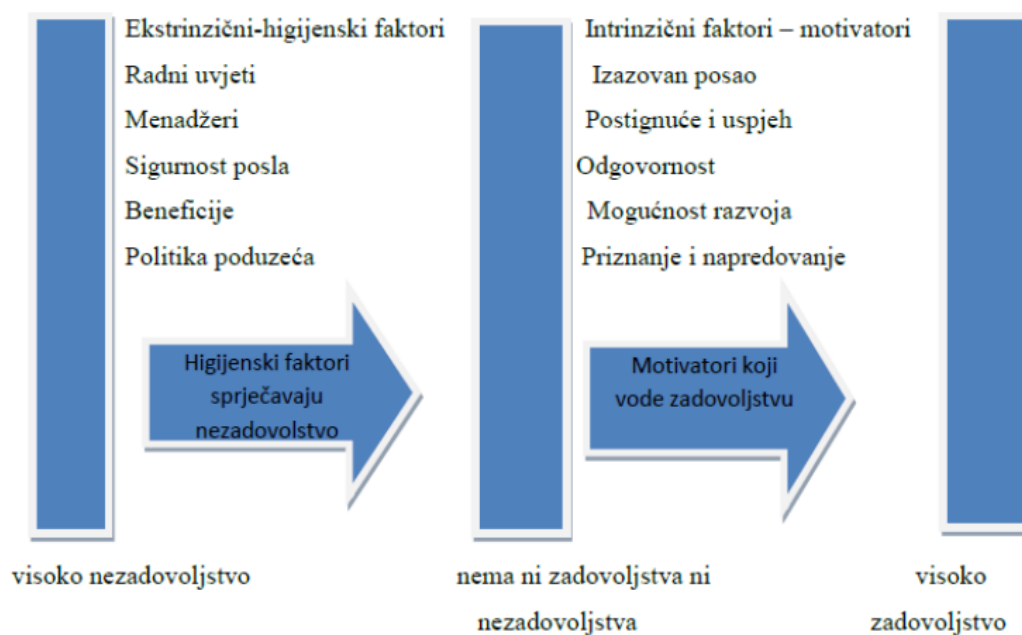 Ekstrinzični-higijenski faktori
Radni uvjeti
Menadžeri
Sigurnost posla
Beneficije
Politika poduzeća
Higijenski faktori
sprječavaju
nezadovolstvo
Intrinzični faktori – motivatori
Izazovan posao
Postignuće i uspjeh
Odgovornost
Mogućnost razvoja
Priznanje i napredovanje
Motivatori koji
vode zadovoljstvu
visoko nezadovoljstvo
nema ni zadovoljstva ni
nezadovoljstva
visoko
zadovoljstvo